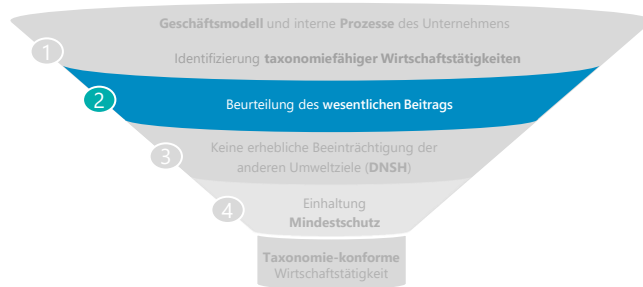 Geschäftsmodell und interne Prozesse des Unternehmens
1
Identifizierung taxonomiefähiger Wirtschaftstätigkeiten
2
Beurteilung des wesentlichen Beitrags
3
Keine erhebliche Beeinträchtigung der
anderen Umweltziele (DNSH)
4
Einhaltung
Mindestschutz
Taxonomie-konforme
Wirtschaftstätigkeit